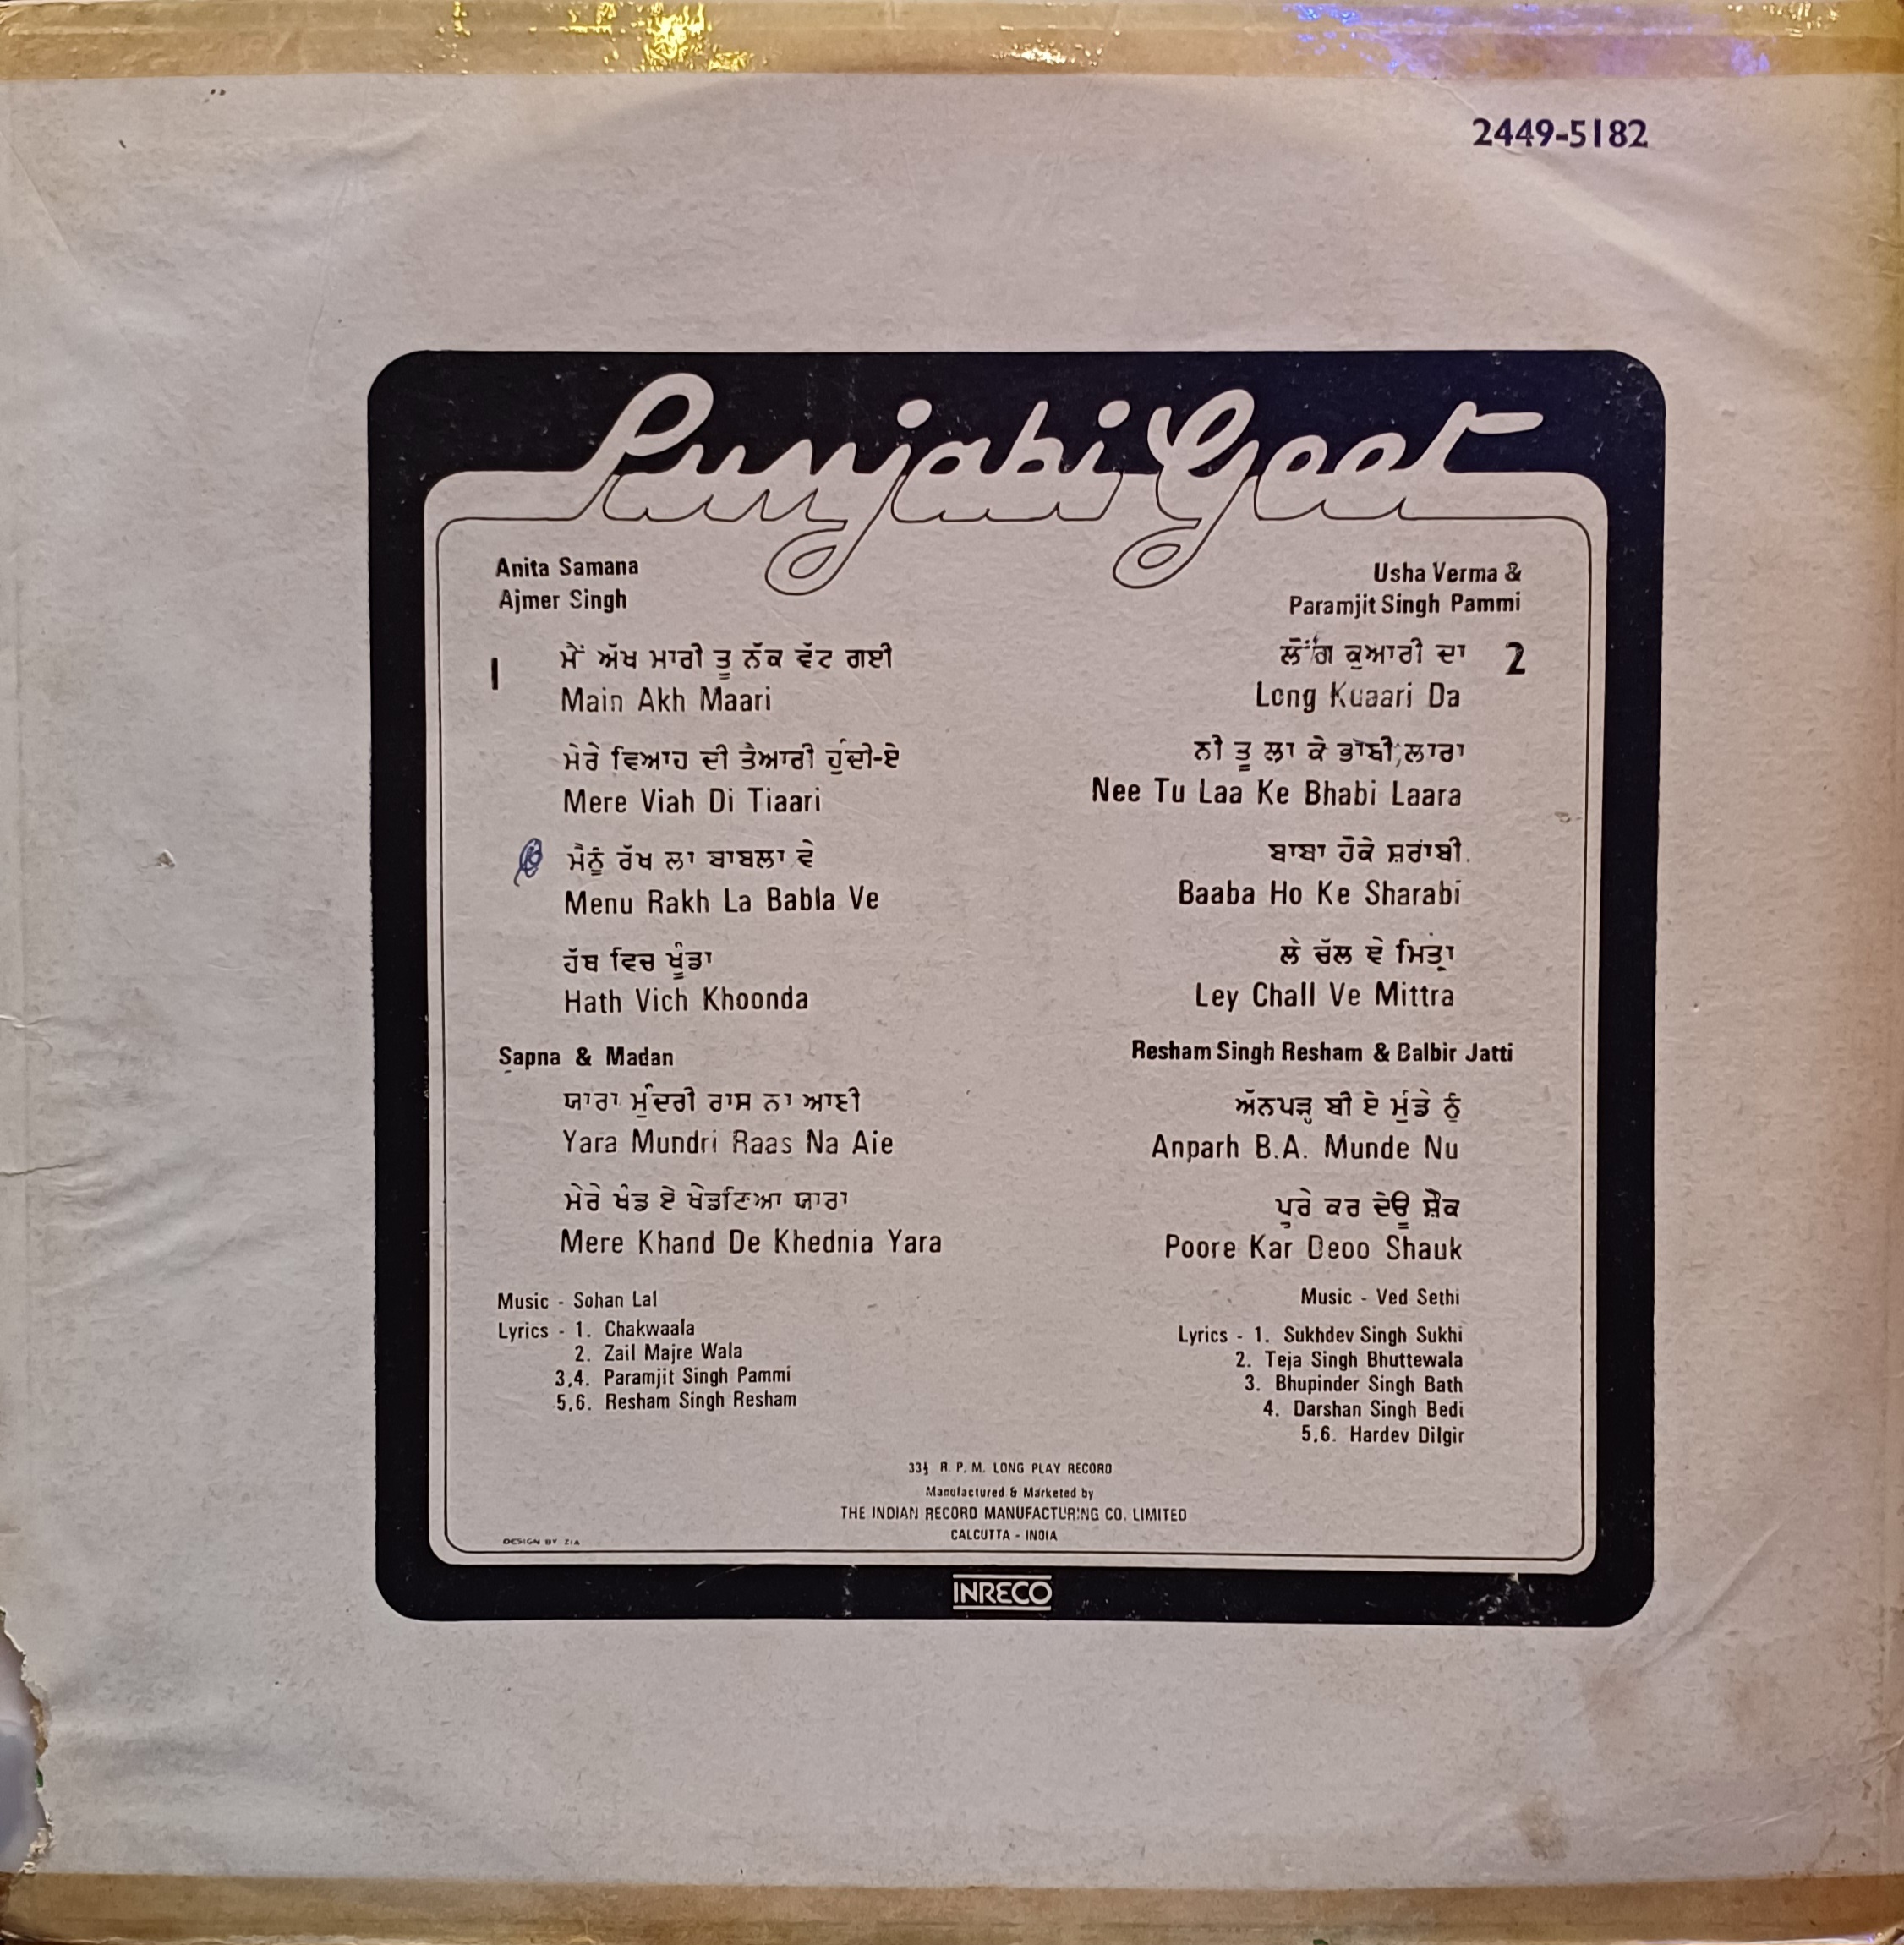 2449-5182
Punjabi Geet
Anita Samana
Ajmer Singh
1
ਮੈਂ ਅੱਖ ਮਾਰੀ ਤੂ ਨੱਕ ਵੱਟ ਗਈ
Main Akh Maari
ਮੇਰੇ ਵਿਆਹ ਦੀ ਤੈਆਰੀ ਹੁੰਦੀ-ਏ
Mere Viah Di Tiaari
ਮੈਨੂੰ ਰੱਖ ਲਾ ਬਾਬਲਾ ਵੇ
Menu Rakh La Babla Ve
ਹੱਥ ਵਿਚ ਖੂੰਡਾ
Hath Vich Khoonda
Sapna & Madan
ਯਾਰਾ ਮੁੰਦਰੀ ਰਾਸ ਨਾ ਆਈ
Yara Mundri Raas Na Aie
ਮੇਰੇ ਖੰਡ ਏ ਖੇਡਣਿਆ ਯਾਰਾ
Mere Khand De Khednia Yara
Music - Sohan Lal
Lyrics - 1. Chakwaala
2. Zail Majre Wala
3,4. Paramjit Singh Pammi
5,6. Resham Singh Resham
Usha Verma &
Paramjit Singh Pammi
2
ਲੌਂਗ ਕੁਆਰੀ ਦਾ
Long Kuaari Da
ਨੀ ਤੂ ਲਾ ਕੇ ਭਾਬੀ ਲਾਰਾ
Nee Tu Laa Ke Bhabi Laara
ਬਾਬਾ ਹੋਕੇ ਸ਼ਰਾਬੀ
Baaba Ho Ke Sharabi
ਲੇ ਚੱਲ ਵੇ ਮਿਤ੍ਰਾ
Ley Chall Ve Mittra
Resham Singh Resham & Balbir Jatti
ਅੱਨਪੜ੍ਹ ਬੀ ਏ ਮੁੰਡੇ ਨੂੰ
Anparh B.A. Munde Nu
ਪੂਰੇ ਕਰ ਦੇਊ ਸ਼ੌਕ
Poore Kar Deoo Shauk
Music - Ved Sethi
Lyrics - 1. Sukhdev Singh Sukhi
2. Teja Singh Bhuttewala
3. Bhupinder Singh Bath
4. Darshan Singh Bedi
5,6. Hardev Dilgir
33⅓ R. P. M. LONG PLAY RECORD
Manufactured & Marketed by
THE INDIAN RECORD MANUFACTURING CO. LIMITED
CALCUTTA - INDIA
DESIGN BY ZIA
INRECO